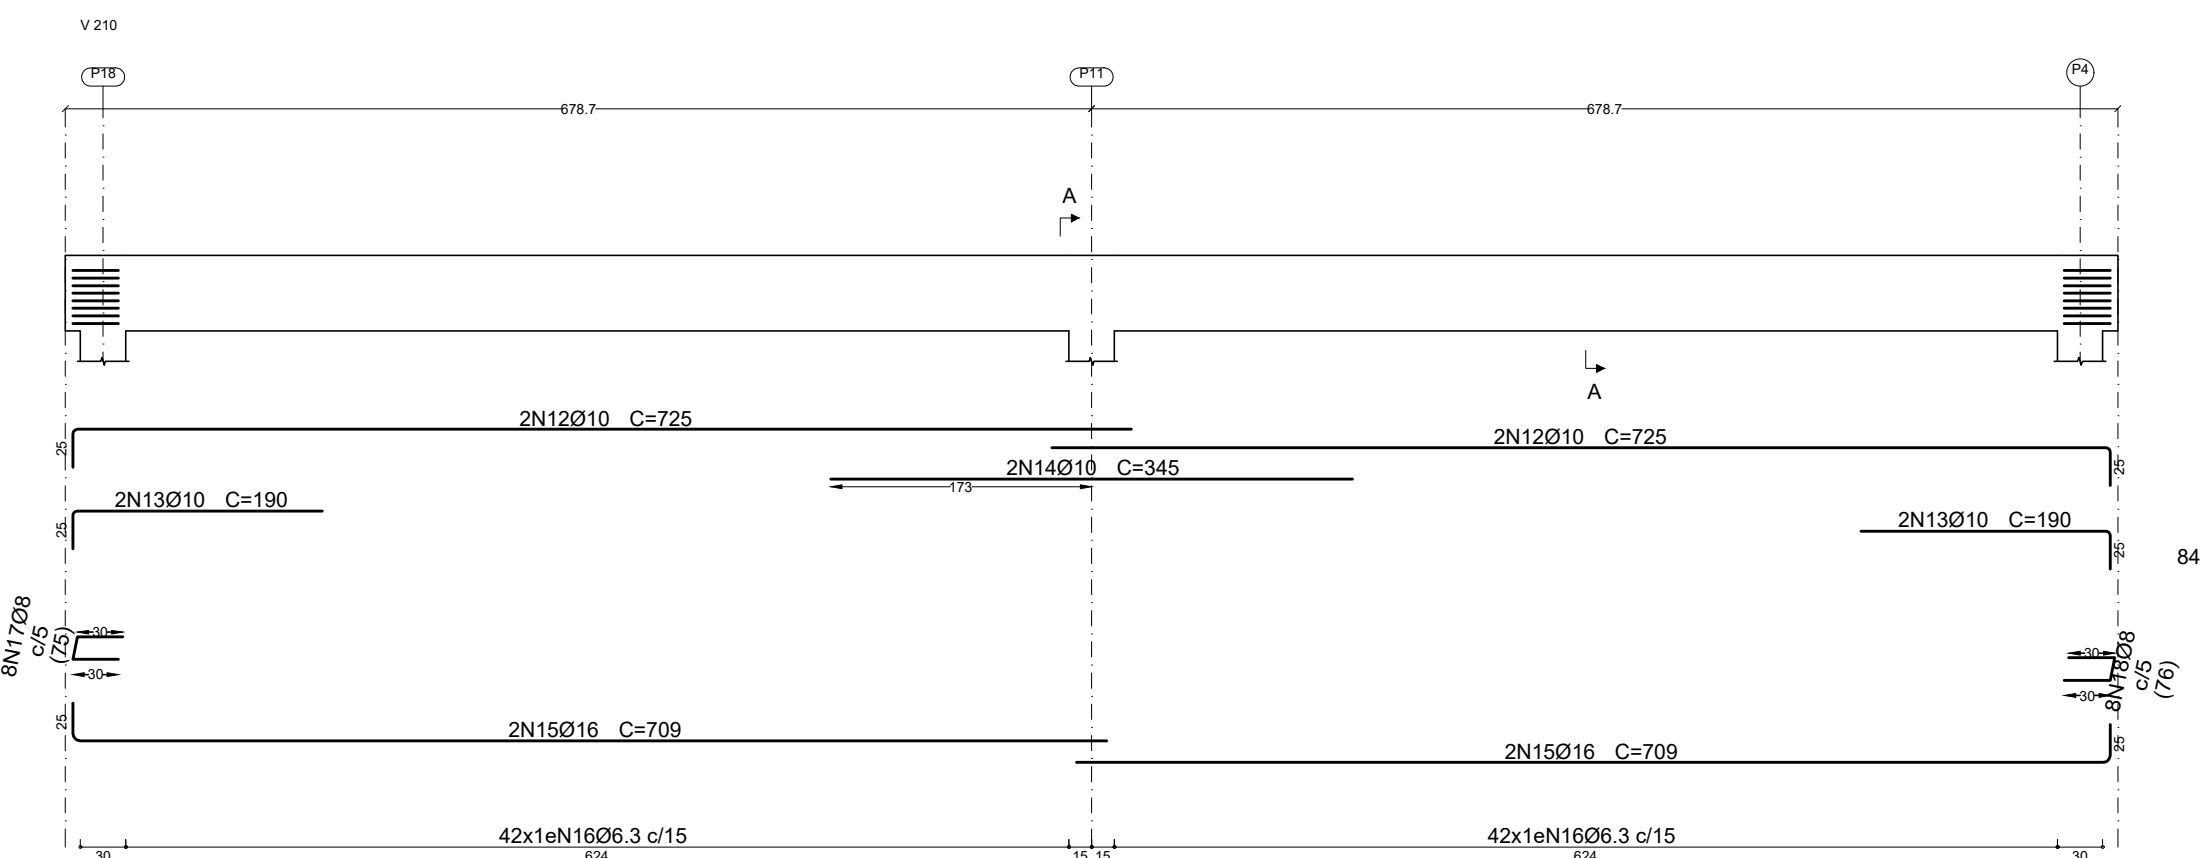 V 210
P18
P11
P4
678.7
678.7
A
A
2N12Ø10 C=725
25
2N12Ø10 C=725
25
2N14Ø10 C=345
173
2N13Ø10 C=190
25
2N13Ø10 C=190
25
84
8N17Ø8
c/5
(75)
30
30
8N18Ø8
c/5
(76)
30
30
25
2N15Ø16 C=709
2N15Ø16 C=709
25
42x1eN16Ø6.3 c/15
42x1eN16Ø6.3 c/15
30
624
15
15
624
30